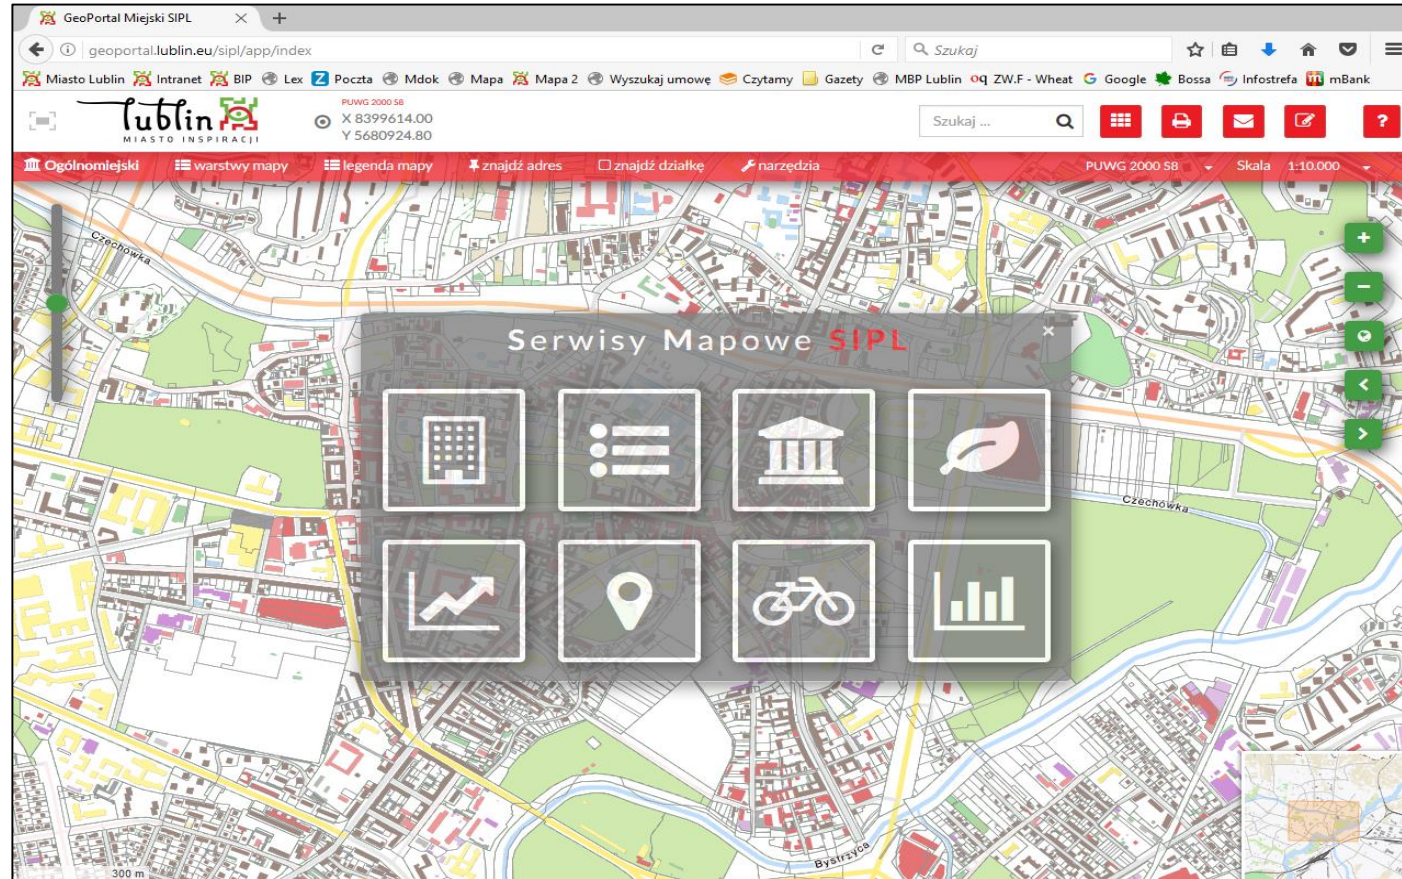 GeoPortal Miejski SIPL
geoportal.lublin.eu/sipl/app/index
Szukaj
Miasto Lublin Intranet BIP Lex Poczta Mdok Mapa Mapa 2 Wyszukaj umowę Czytamy Gazety MBP Lublin ZW.F - Wheat Google Bossa Infostrefa mBank
lublin
MIASTO INSPIRACJI
PUWG 2000 S8
X 8399614.00
Y 5680924.80
Szukaj ...
Ogólnomiejski warstwy mapy legenda mapy znajdź adres znajdź działkę narzędzia PUWG 2000 S8 Skala 1:10.000
Czechówka
Serwisy Mapowe SIPL
Czechówka
Bystrzyca
300 m